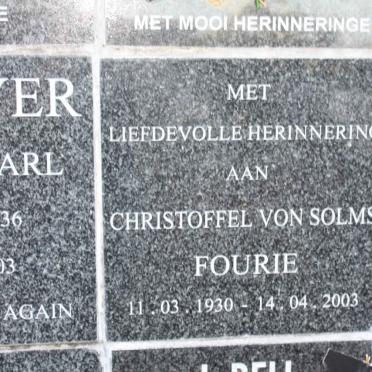 E
MET MOOI HERINNERINGE
YER
ARL
36
03
AGAIN
MET
LIEFDEVOLLE HERINNERING
AAN
CHRISTOFFEL VON SOLMS
FOURIE
11.03.1930 - 14.04.2003